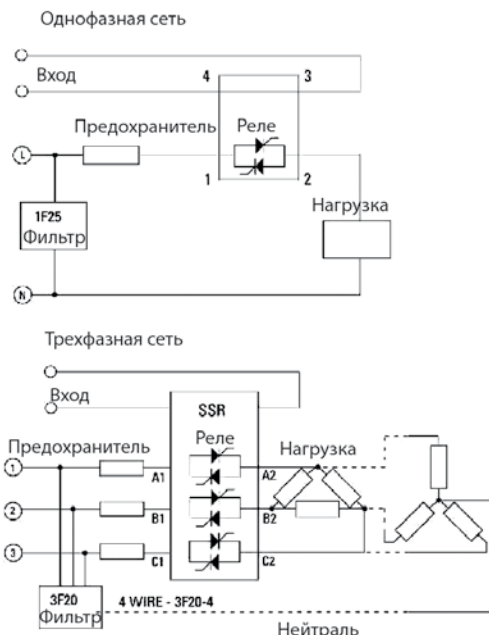 Однофазная сеть
Вход
4 3
Предохранитель Реле
L
1 2
1F25
Фильтр
Нагрузка
N
Трехфазная сеть
Вход
SSR
Предохранитель Реле Нагрузка
1 A1 A2
2 B1 B2
3 C1 C2
3F20
Фильтр
4 WIRE - 3F20-4
Нейтраль